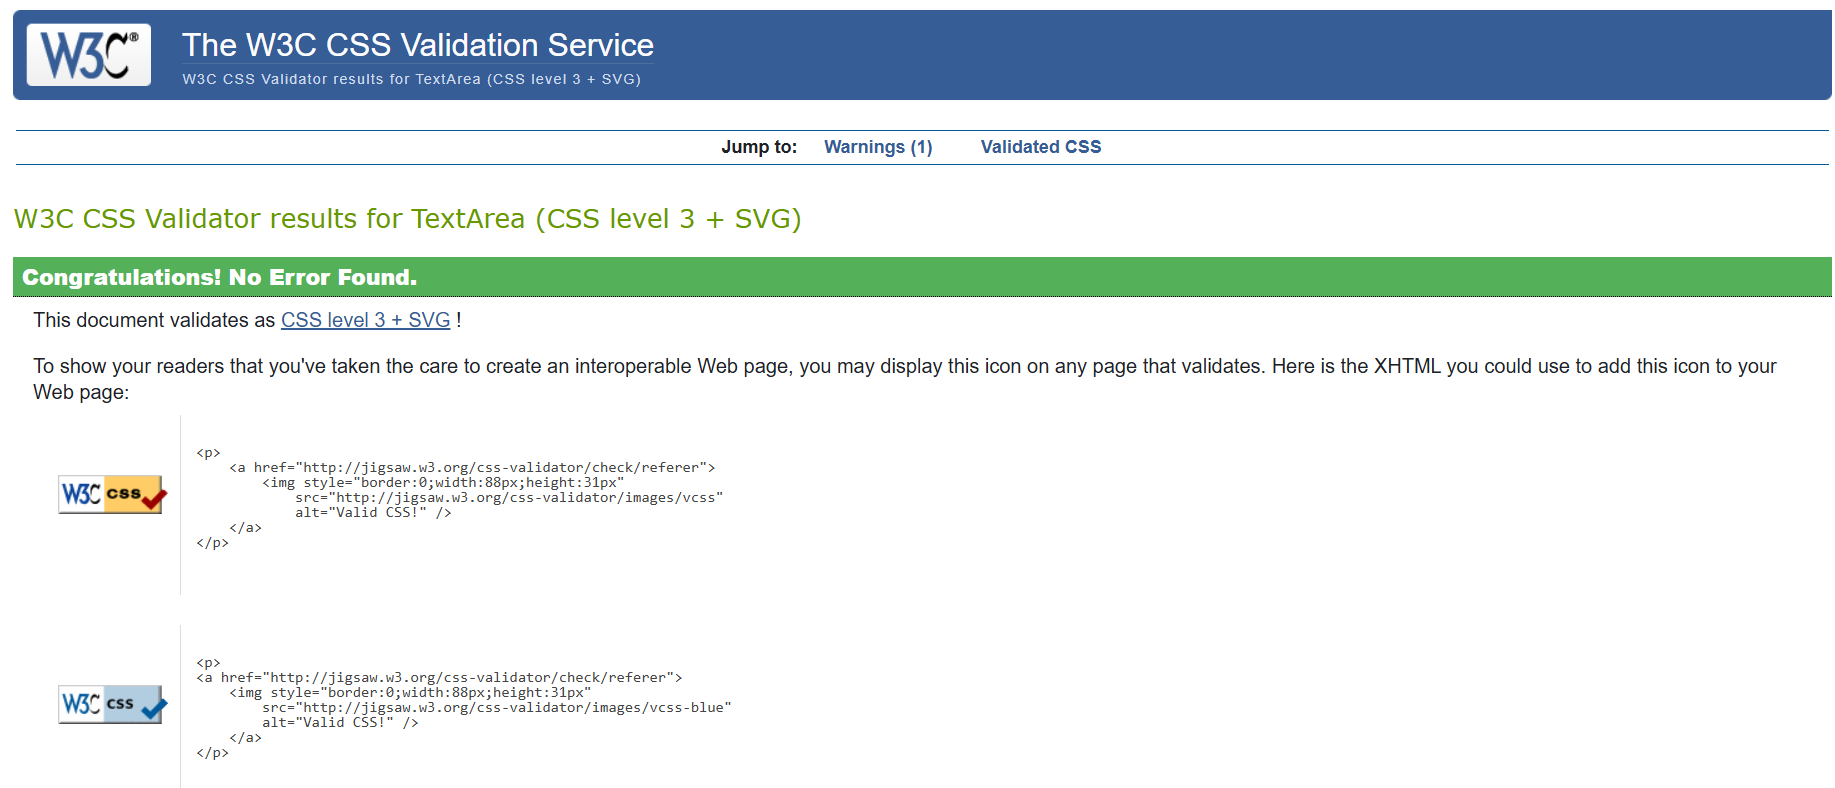 W3C®
The W3C CSS Validation Service
W3C CSS Validator results for TextArea (CSS level 3 + SVG)
Jump to: Warnings (1) Validated CSS
W3C CSS Validator results for TextArea (CSS level 3 + SVG)
Congratulations! No Error Found.
This document validates as CSS level 3 + SVG !
To show your readers that you've taken the care to create an interoperable Web page, you may display this icon on any page that validates. Here is the XHTML you could use to add this icon to your
Web page:
W3C css
<p>
<a href="http://jigsaw.w3.org/css-validator/check/referer">
<img style="border:0;width:88px;height:31px"
src="http://jigsaw.w3.org/css-validator/images/vcss"
alt="Valid CSS!" />
</a>
</p>
W3C css
<p>
<a href="http://jigsaw.w3.org/css-validator/check/referer">
<img style="border:0;width:88px;height:31px"
src="http://jigsaw.w3.org/css-validator/images/vcss-blue"
alt="Valid CSS!" />
</a>
</p>